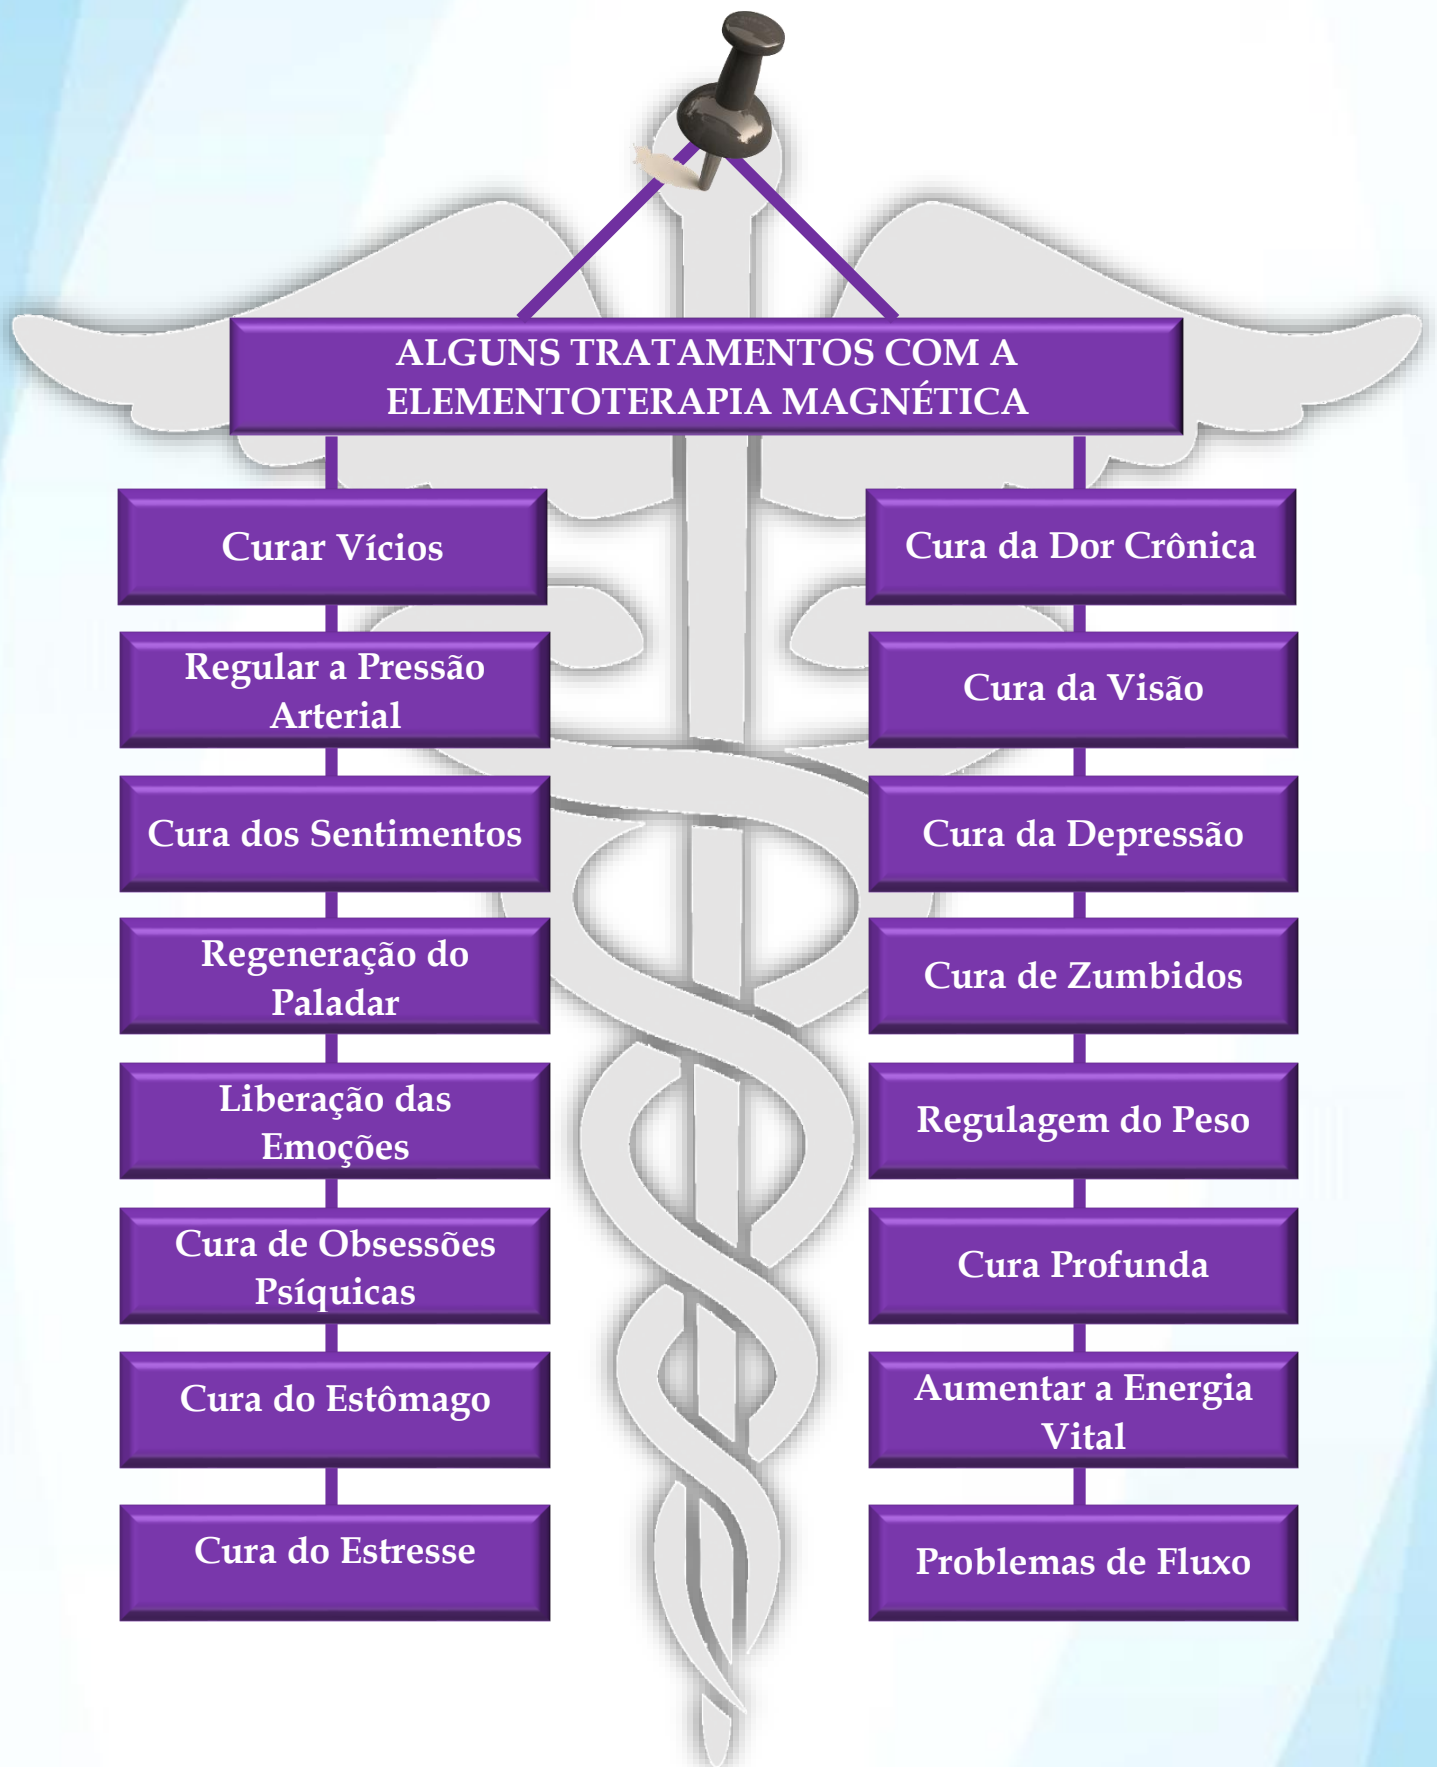 ALGUNS TRATAMENTOS COM A
ELEMENTOTERAPIA MAGNÉTICA
Curar Vícios
Regular a Pressão
Arterial
Cura dos Sentimentos
Regeneração do
Paladar
Liberação das
Emoções
Cura de Obsessões
Psíquicas
Cura do Estômago
Cura do Estresse
Cura da Dor Crônica
Cura da Visão
Cura da Depressão
Cura de Zumbidos
Regulagem do Peso
Cura Profunda
Aumentar a Energia
Vital
Problemas de Fluxo